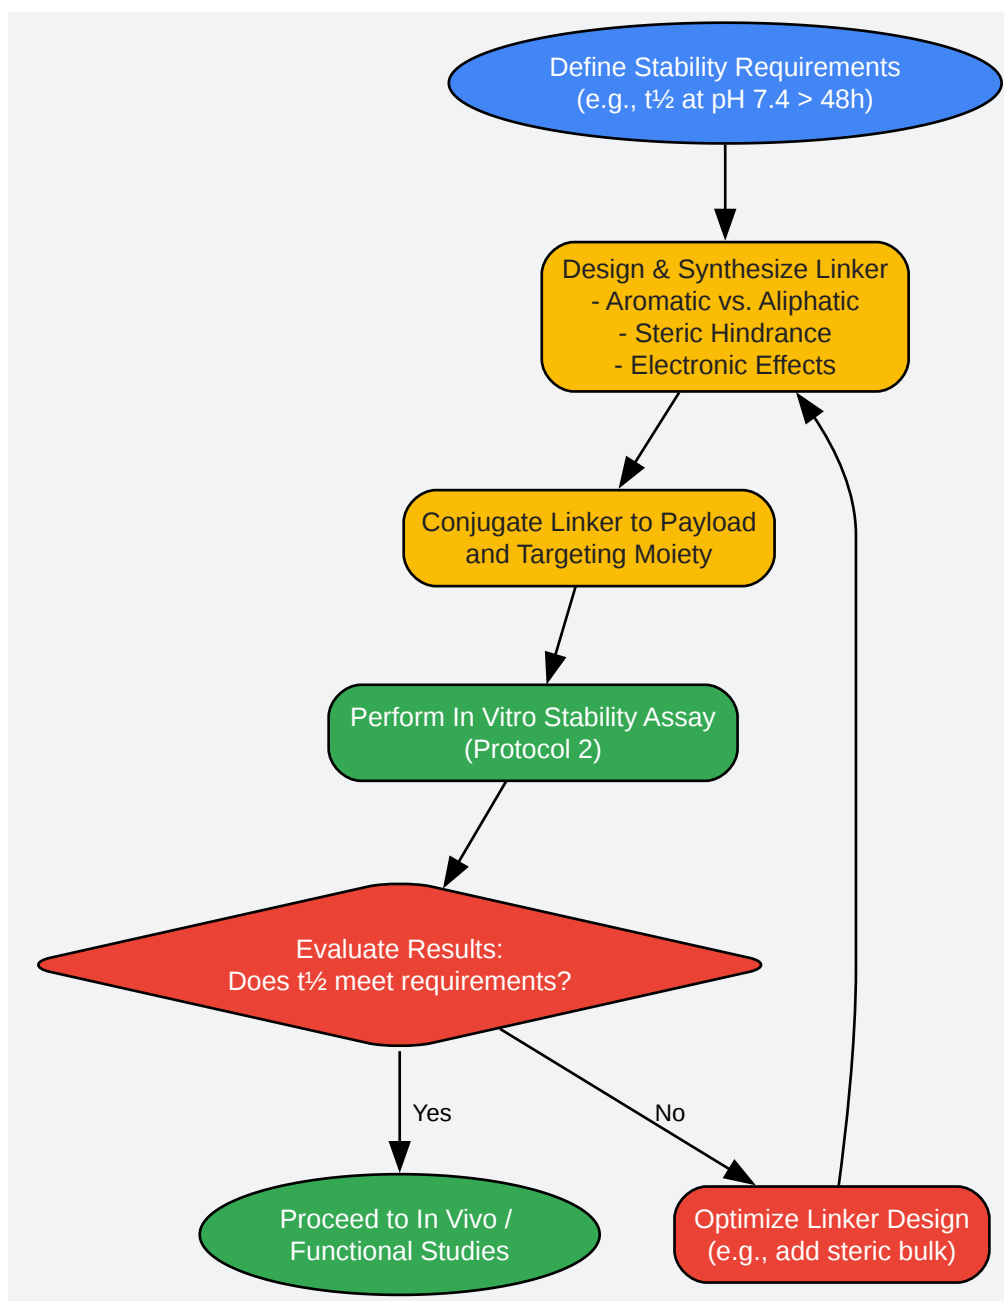 Define Stability Requirements
(e.g., t½ at pH 7.4 > 48h)
Design & Synthesize Linker
- Aromatic vs. Aliphatic
- Steric Hindrance
- Electronic Effects
Conjugate Linker to Payload
and Targeting Moiety
Perform In Vitro Stability Assay
(Protocol 2)
Evaluate Results:
Does t½ meet requirements?
Yes
No
Proceed to In Vivo /
Functional Studies
Optimize Linker Design
(e.g., add steric bulk)